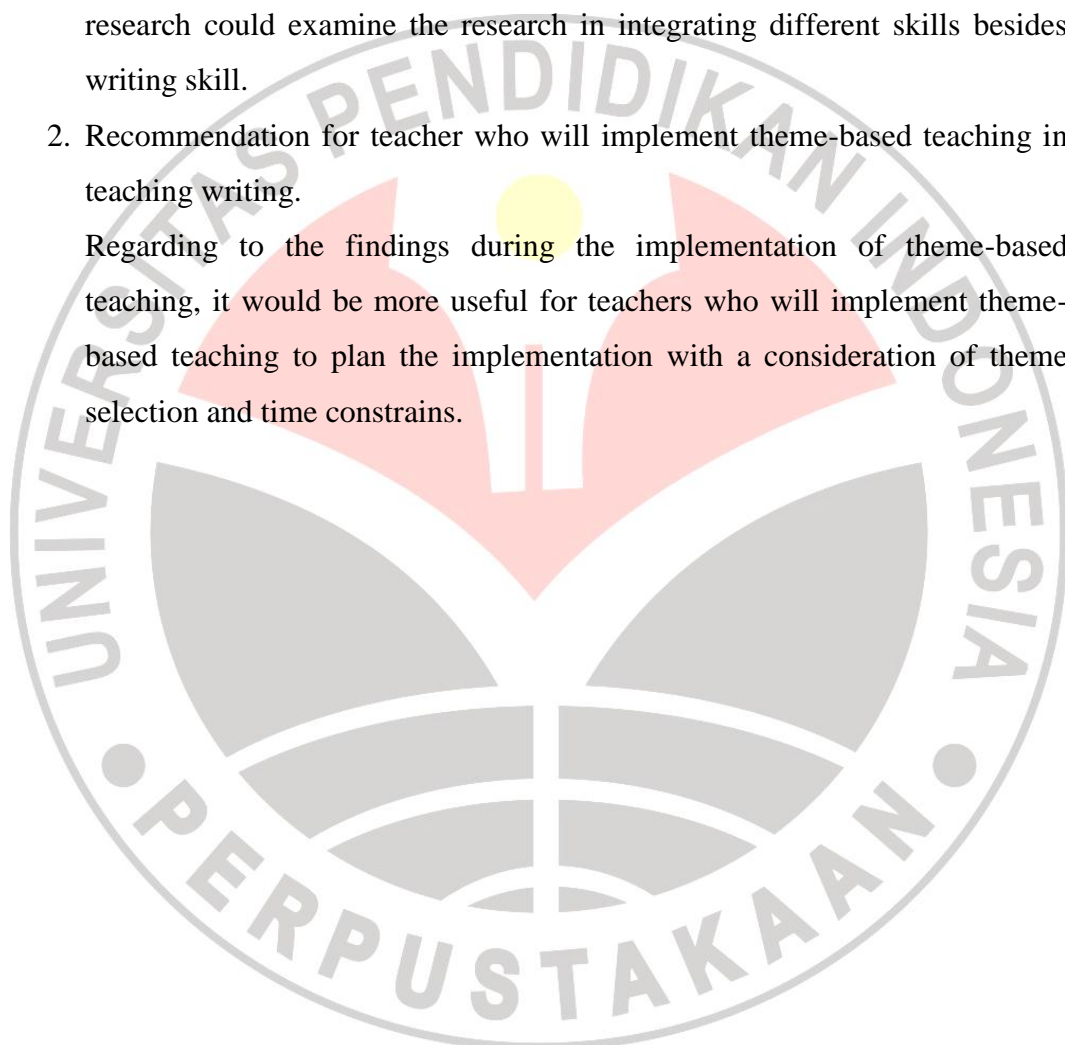 research could examine the research in integrating different skills besides
writing skill.
2. Recommendation for teacher who will implement theme-based teaching in
teaching writing.
Regarding to the findings during the implementation of theme-based
teaching, it would be more useful for teachers who will implement theme-
based teaching to plan the implementation with a consideration of theme
selection and time constrains.
UNIVERSITAS PENDIDIKAN INDONESIA
PERPUSTAKAAN